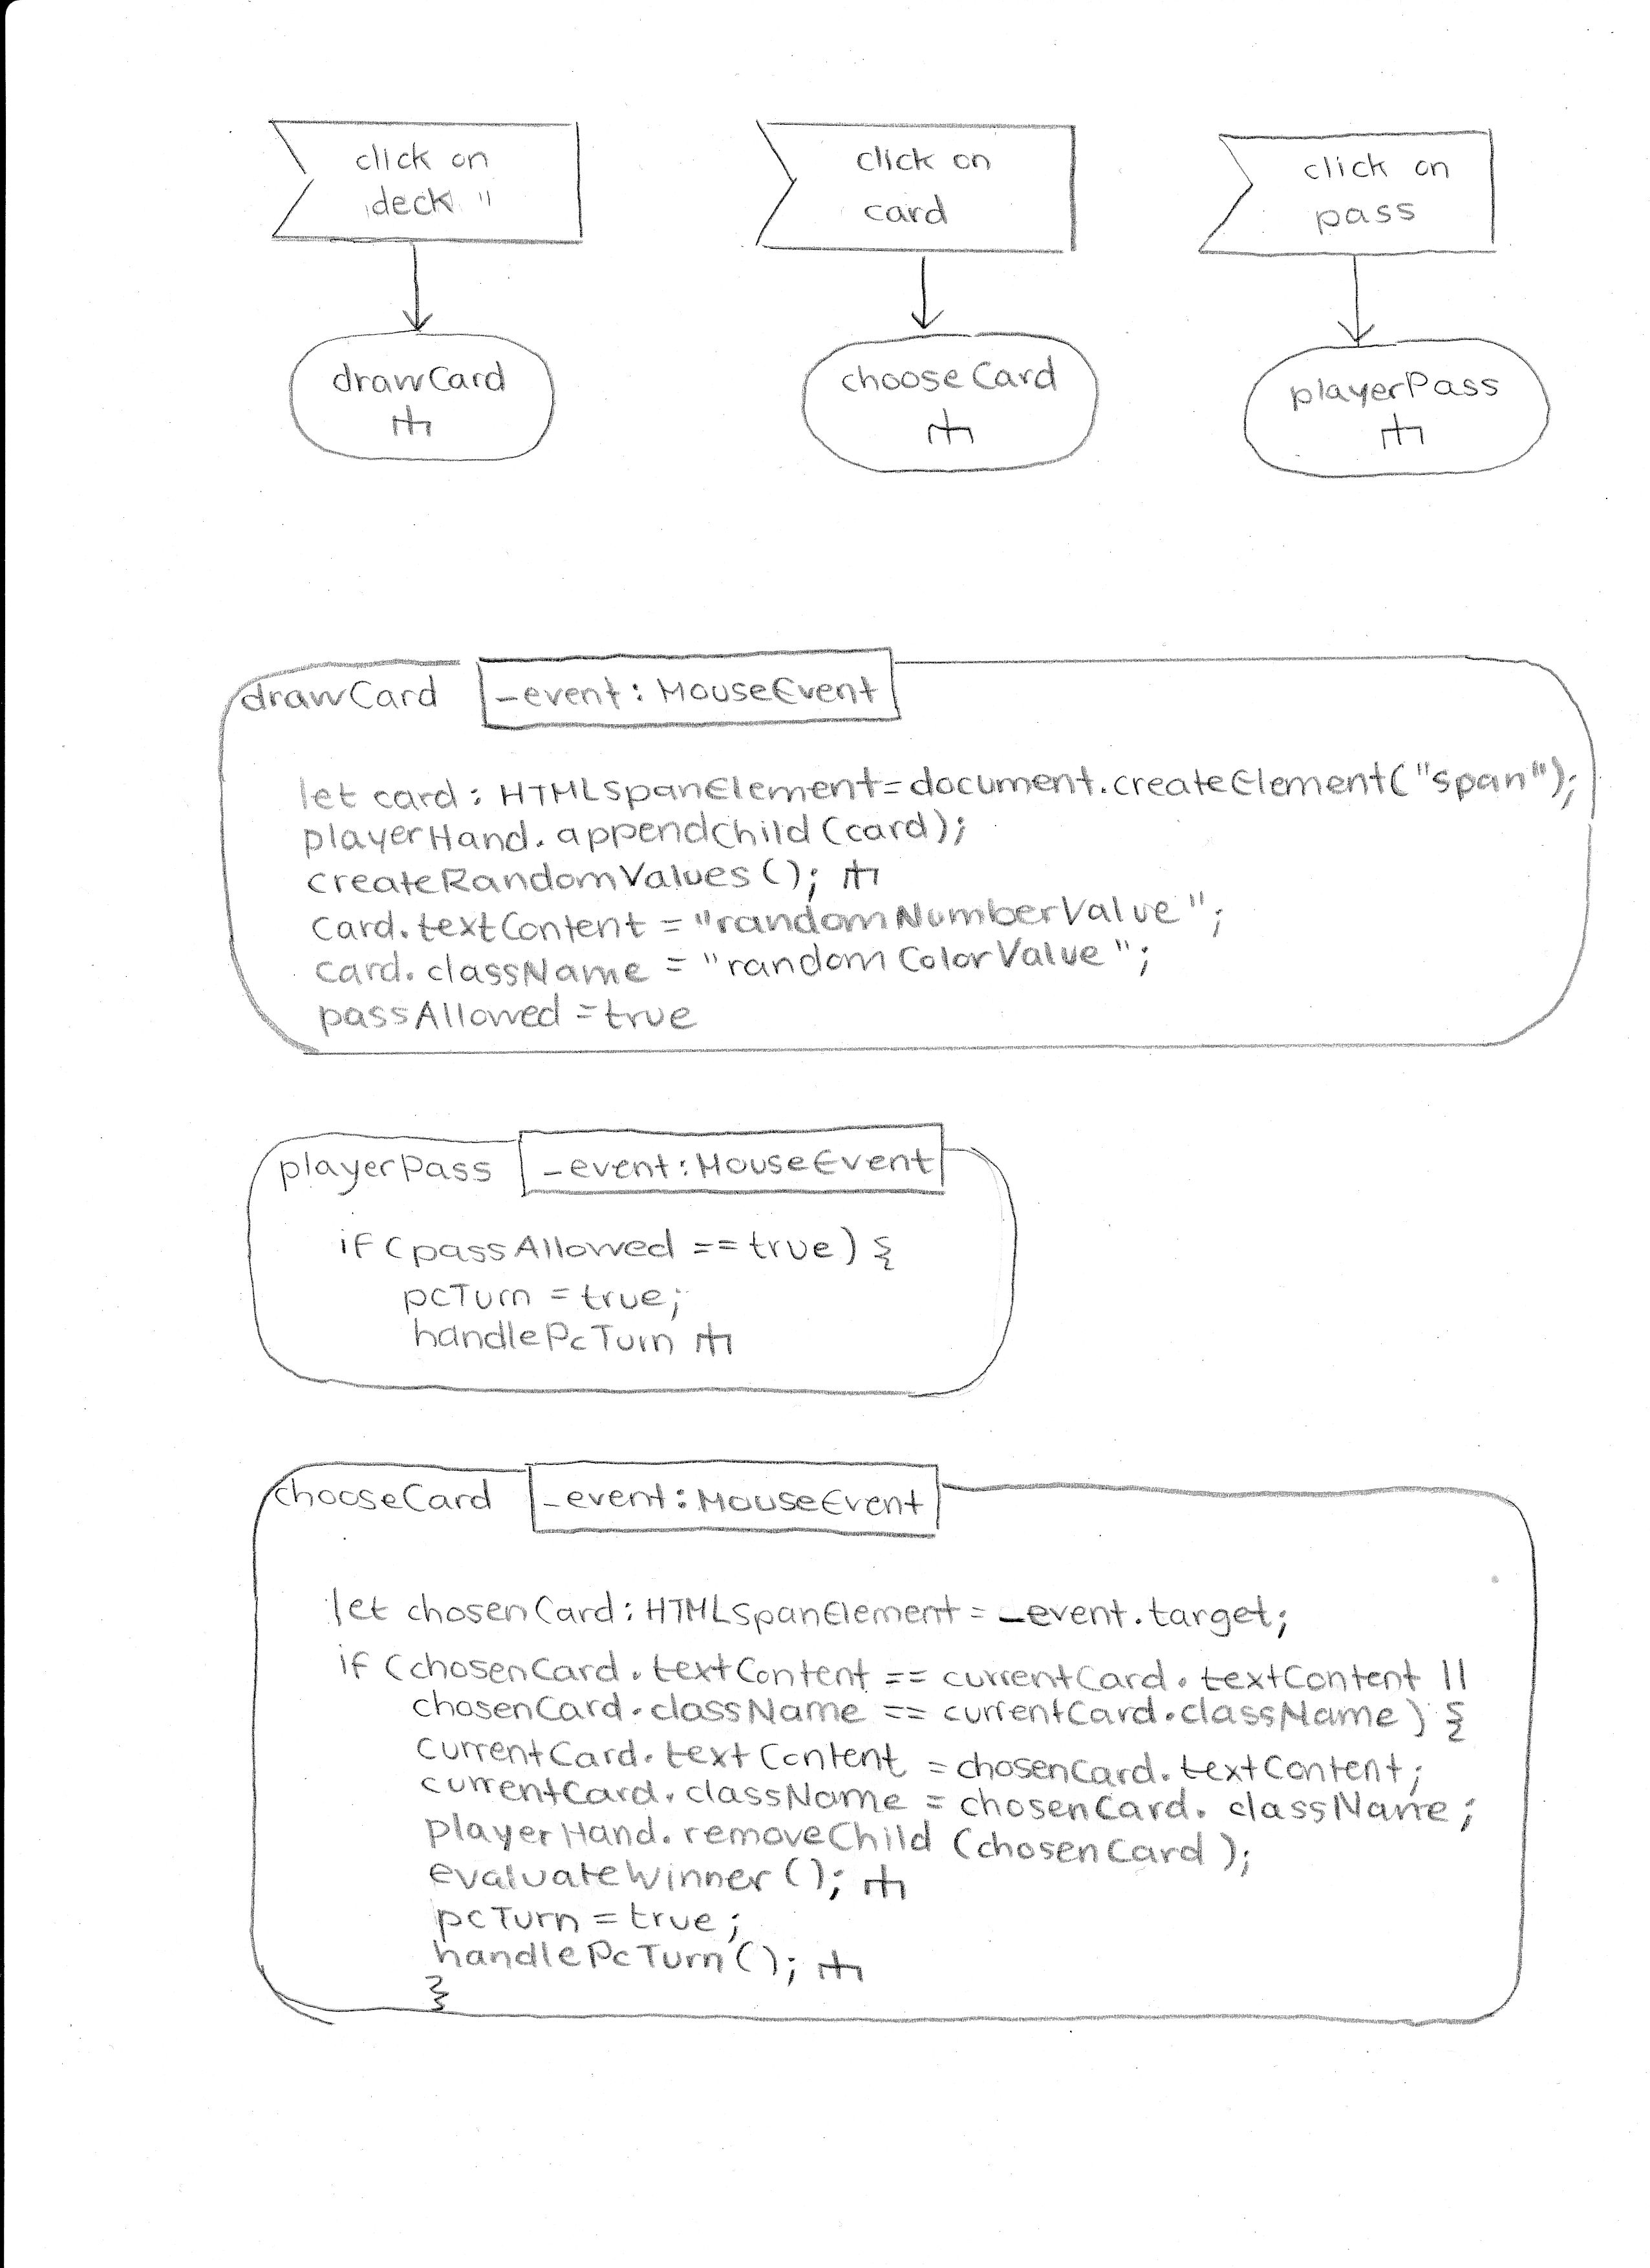 click on
deck "
click on
card
click on
pass
drawCard
chooseCard
playerPass
drawCard
_event: MouseEvent
let card: HTMLSpanElement=document.createElement("span");
playerHand.appendChild(card);
createRandomValues();
card.textContent = "randomNumberValue";
card.className = "randomColorValue";
passAllowed = true
playerPass
_event:MouseEvent
if (passAllowed == true) {
pcTurn = true;
handlePcTurn
chooseCard
_event:MouseEvent
let chosenCard: HTMLSpanElement = _event.target;
if (chosenCard.textContent == currentCard.textContent ||
chosenCard.className == currentCard.className) {
currentCard.textContent = chosenCard.textContent;
currentCard.className = chosenCard.className;
playerHand.removeChild (chosenCard);
evaluateWinner();
pcTurn = true;
handlePcTurn();
}